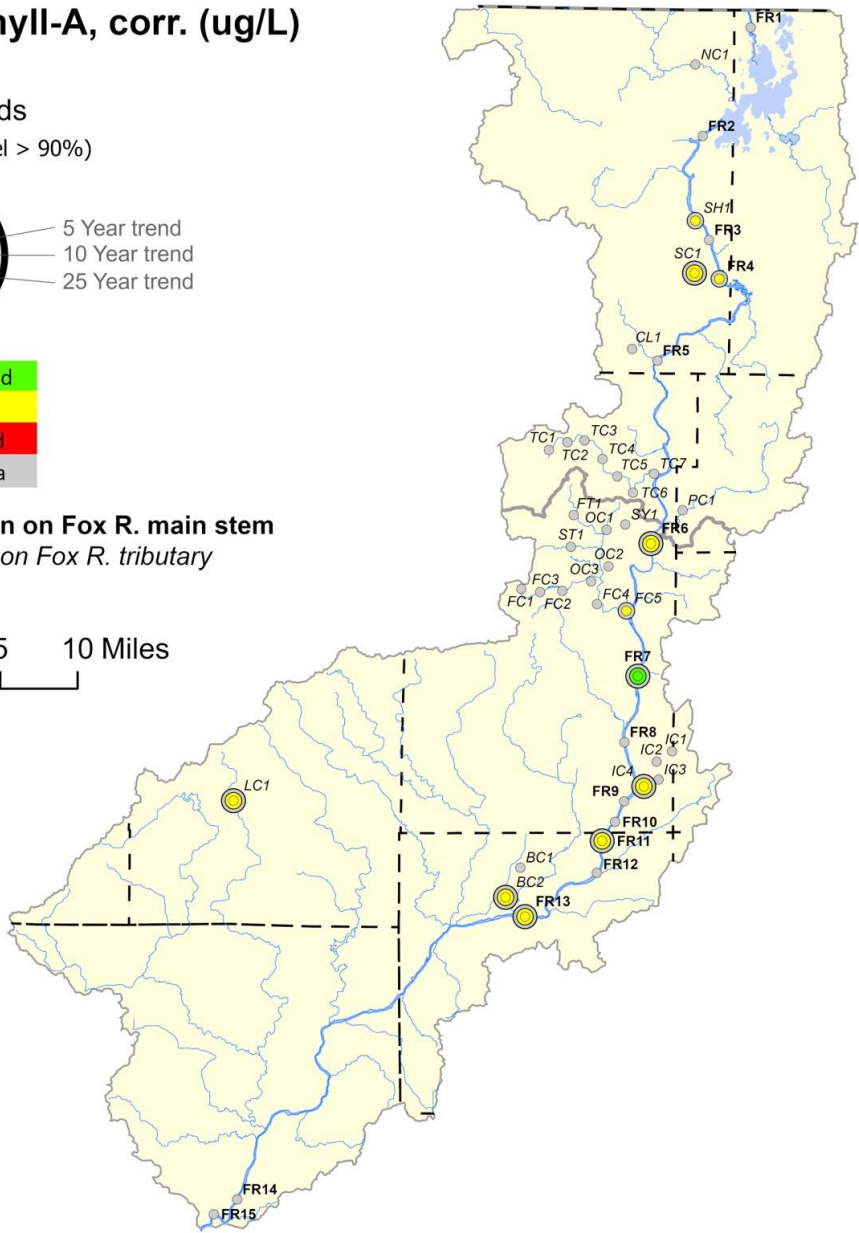 nyll-A, corr. (ug/L)
ds
el > 90%)
5 Year trend
10 Year trend
25 Year trend
d
d
a
n on Fox R. main stem
on Fox R. tributary
5 10 Miles
FR1
NC1
FR2
SH1
FR3
SC1
FR4
CL1
FR5
TC3
TC1
TC2
TC4
TC5
TC7
TC6
PC1
FT1
OC1
SY1
ST1
FR6
OC2
OC3
FC3
FC1
FC2
FC4
FC5
FR7
FR8
IC1
IC2
IC4
IC3
LC1
FR9
FR10
FR11
BC1
FR12
BC2
FR13
FR14
FR15